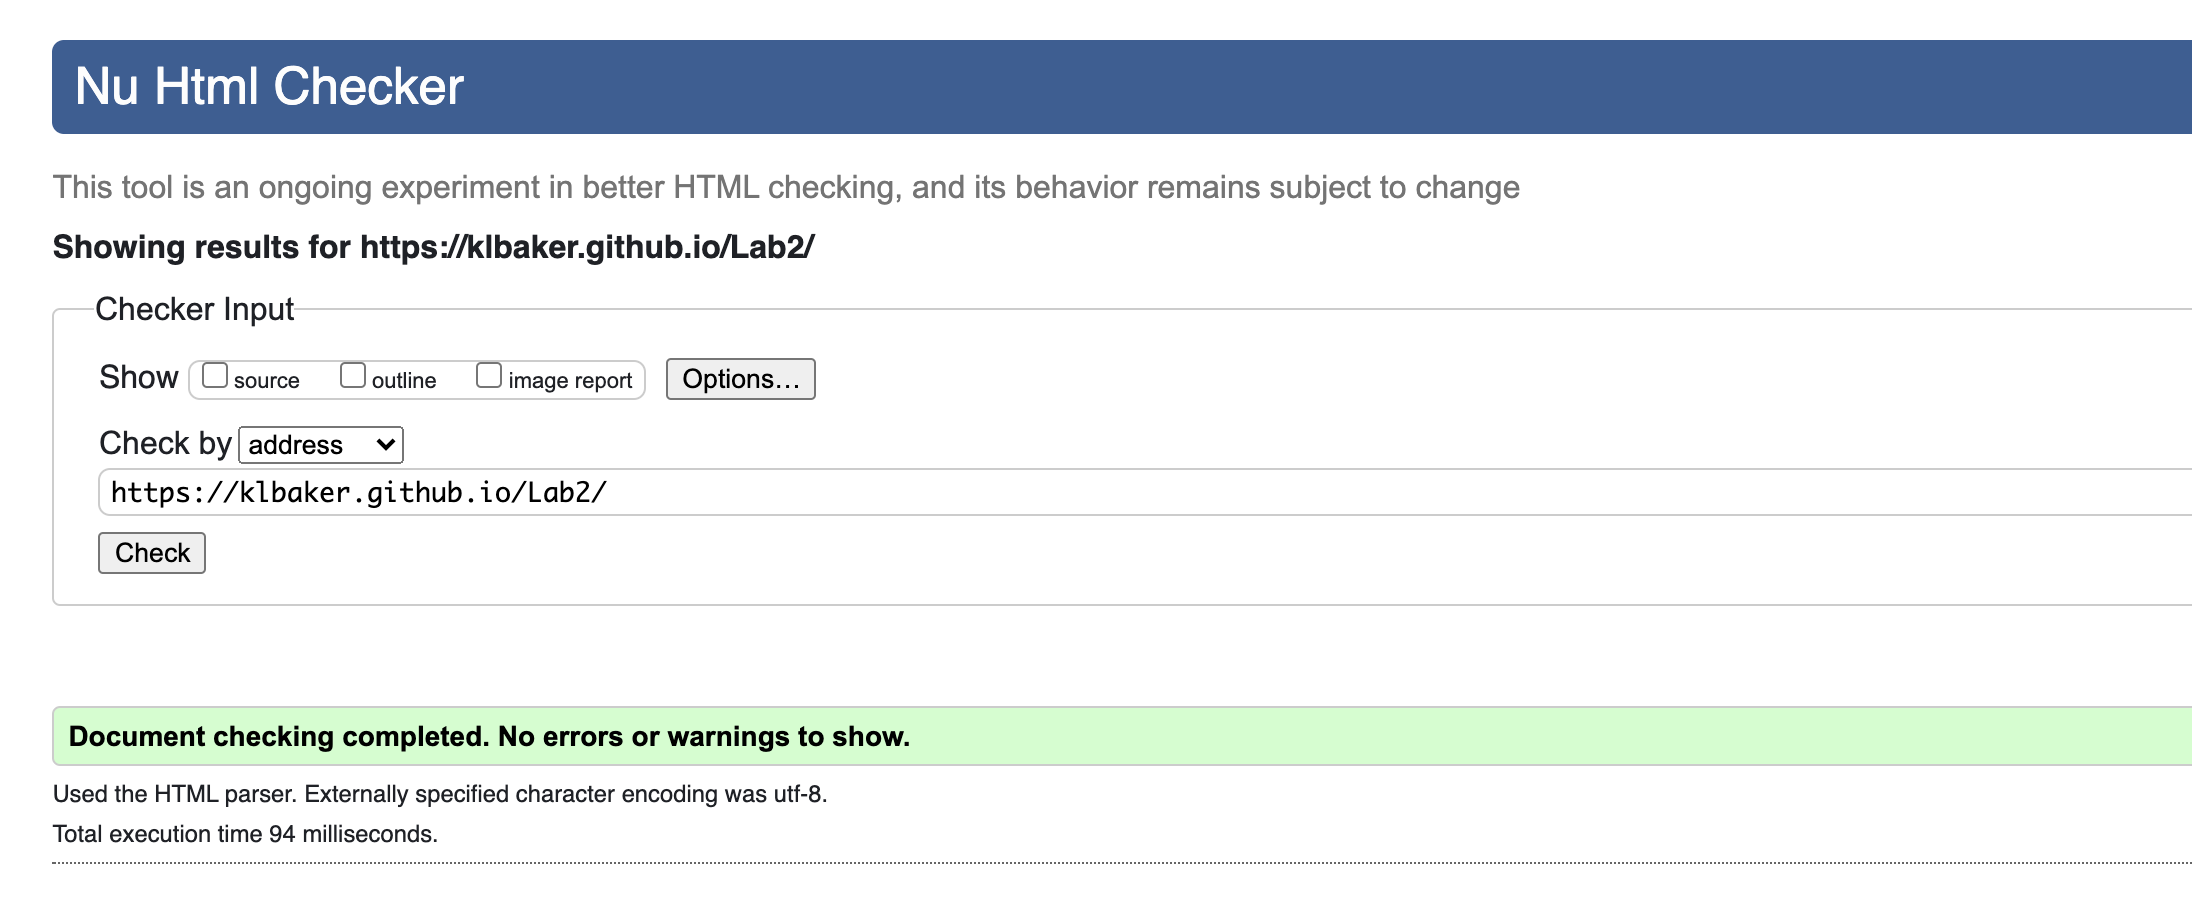 Nu Html Checker
This tool is an ongoing experiment in better HTML checking, and its behavior remains subject to change
Showing results for https://klbaker.github.io/Lab2/
Checker Input
Show source outline image report Options...
Check by address
https://klbaker.github.io/Lab2/
Check
Document checking completed. No errors or warnings to show.
Used the HTML parser. Externally specified character encoding was utf-8.
Total execution time 94 milliseconds.